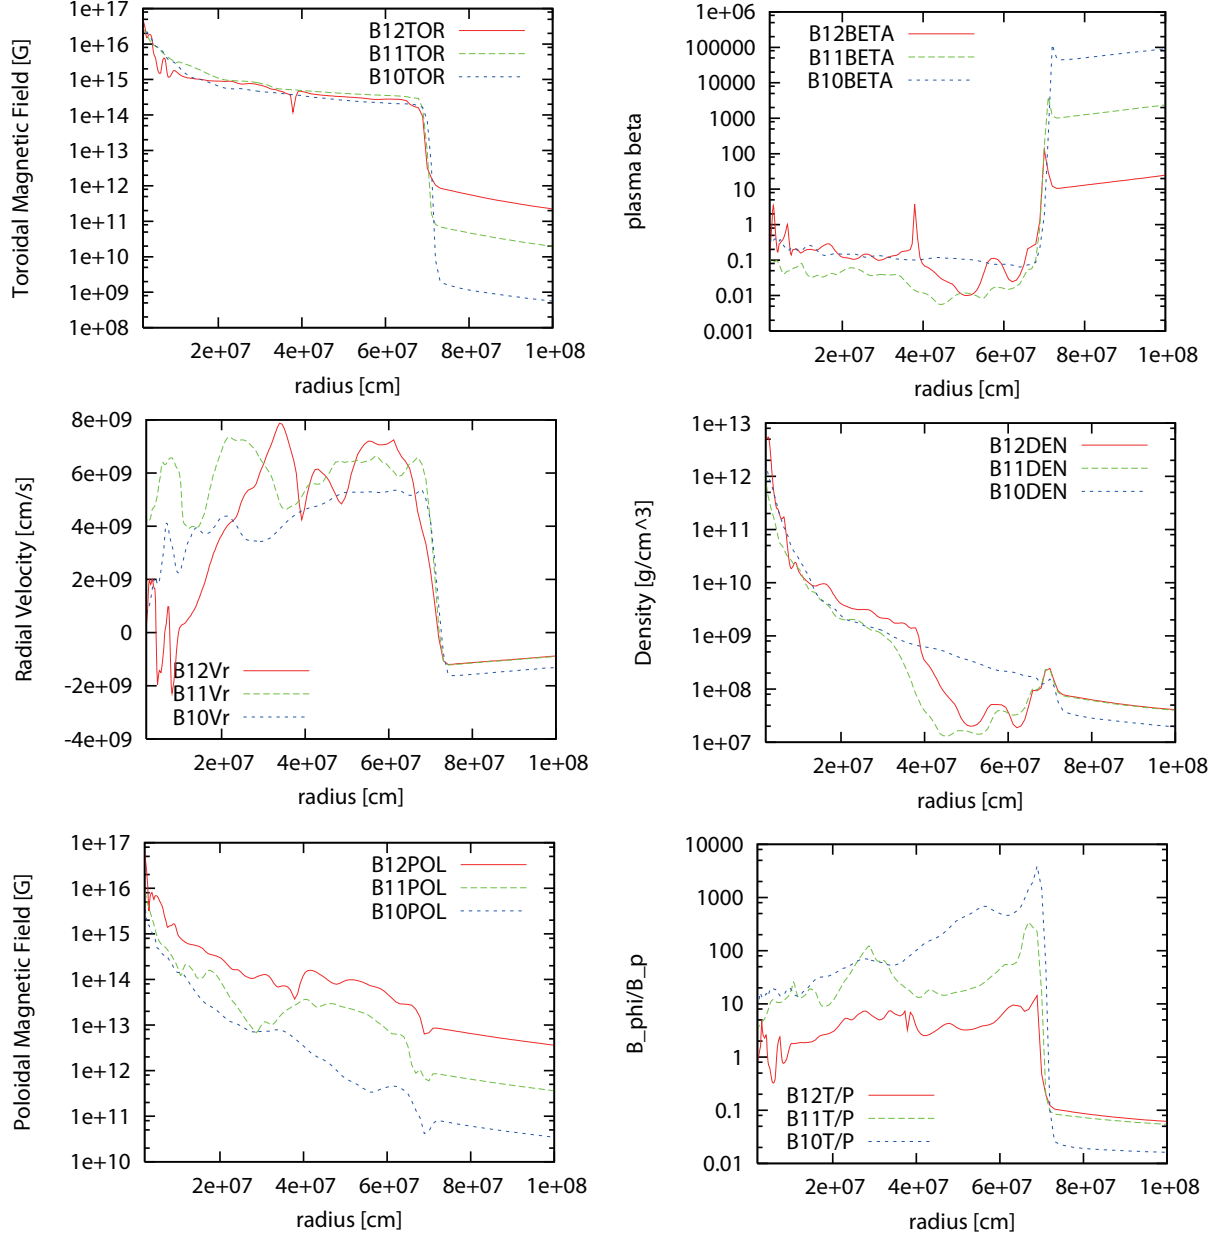 Toroidal Magnetic Field [G]
1e+17
1e+16
1e+15
1e+14
1e+13
1e+12
1e+11
1e+10
1e+09
1e+08
B12TOR
B11TOR
B10TOR
2e+07 4e+07 6e+07 8e+07 1e+08
radius [cm]
plasma beta
1e+06
100000
10000
1000
100
10
1
0.1
0.01
0.001
B12BETA
B11BETA
B10BETA
2e+07 4e+07 6e+07 8e+07 1e+08
radius [cm]
Radial Velocity [cm/s]
8e+09
6e+09
4e+09
2e+09
0
-2e+09
-4e+09
B12Vr
B11Vr
B10Vr
2e+07 4e+07 6e+07 8e+07 1e+08
radius [cm]
Density [g/cm^3]
1e+13
1e+12
1e+11
1e+10
1e+09
1e+08
1e+07
B12DEN
B11DEN
B10DEN
2e+07 4e+07 6e+07 8e+07 1e+08
radius [cm]
Poloidal Magnetic Field [G]
1e+17
1e+16
1e+15
1e+14
1e+13
1e+12
1e+11
1e+10
B12POL
B11POL
B10POL
2e+07 4e+07 6e+07 8e+07 1e+08
radius [cm]
B_phi/B_p
10000
1000
100
10
1
0.1
0.01
B12T/P
B11T/P
B10T/P
2e+07 4e+07 6e+07 8e+07 1e+08
radius [cm]